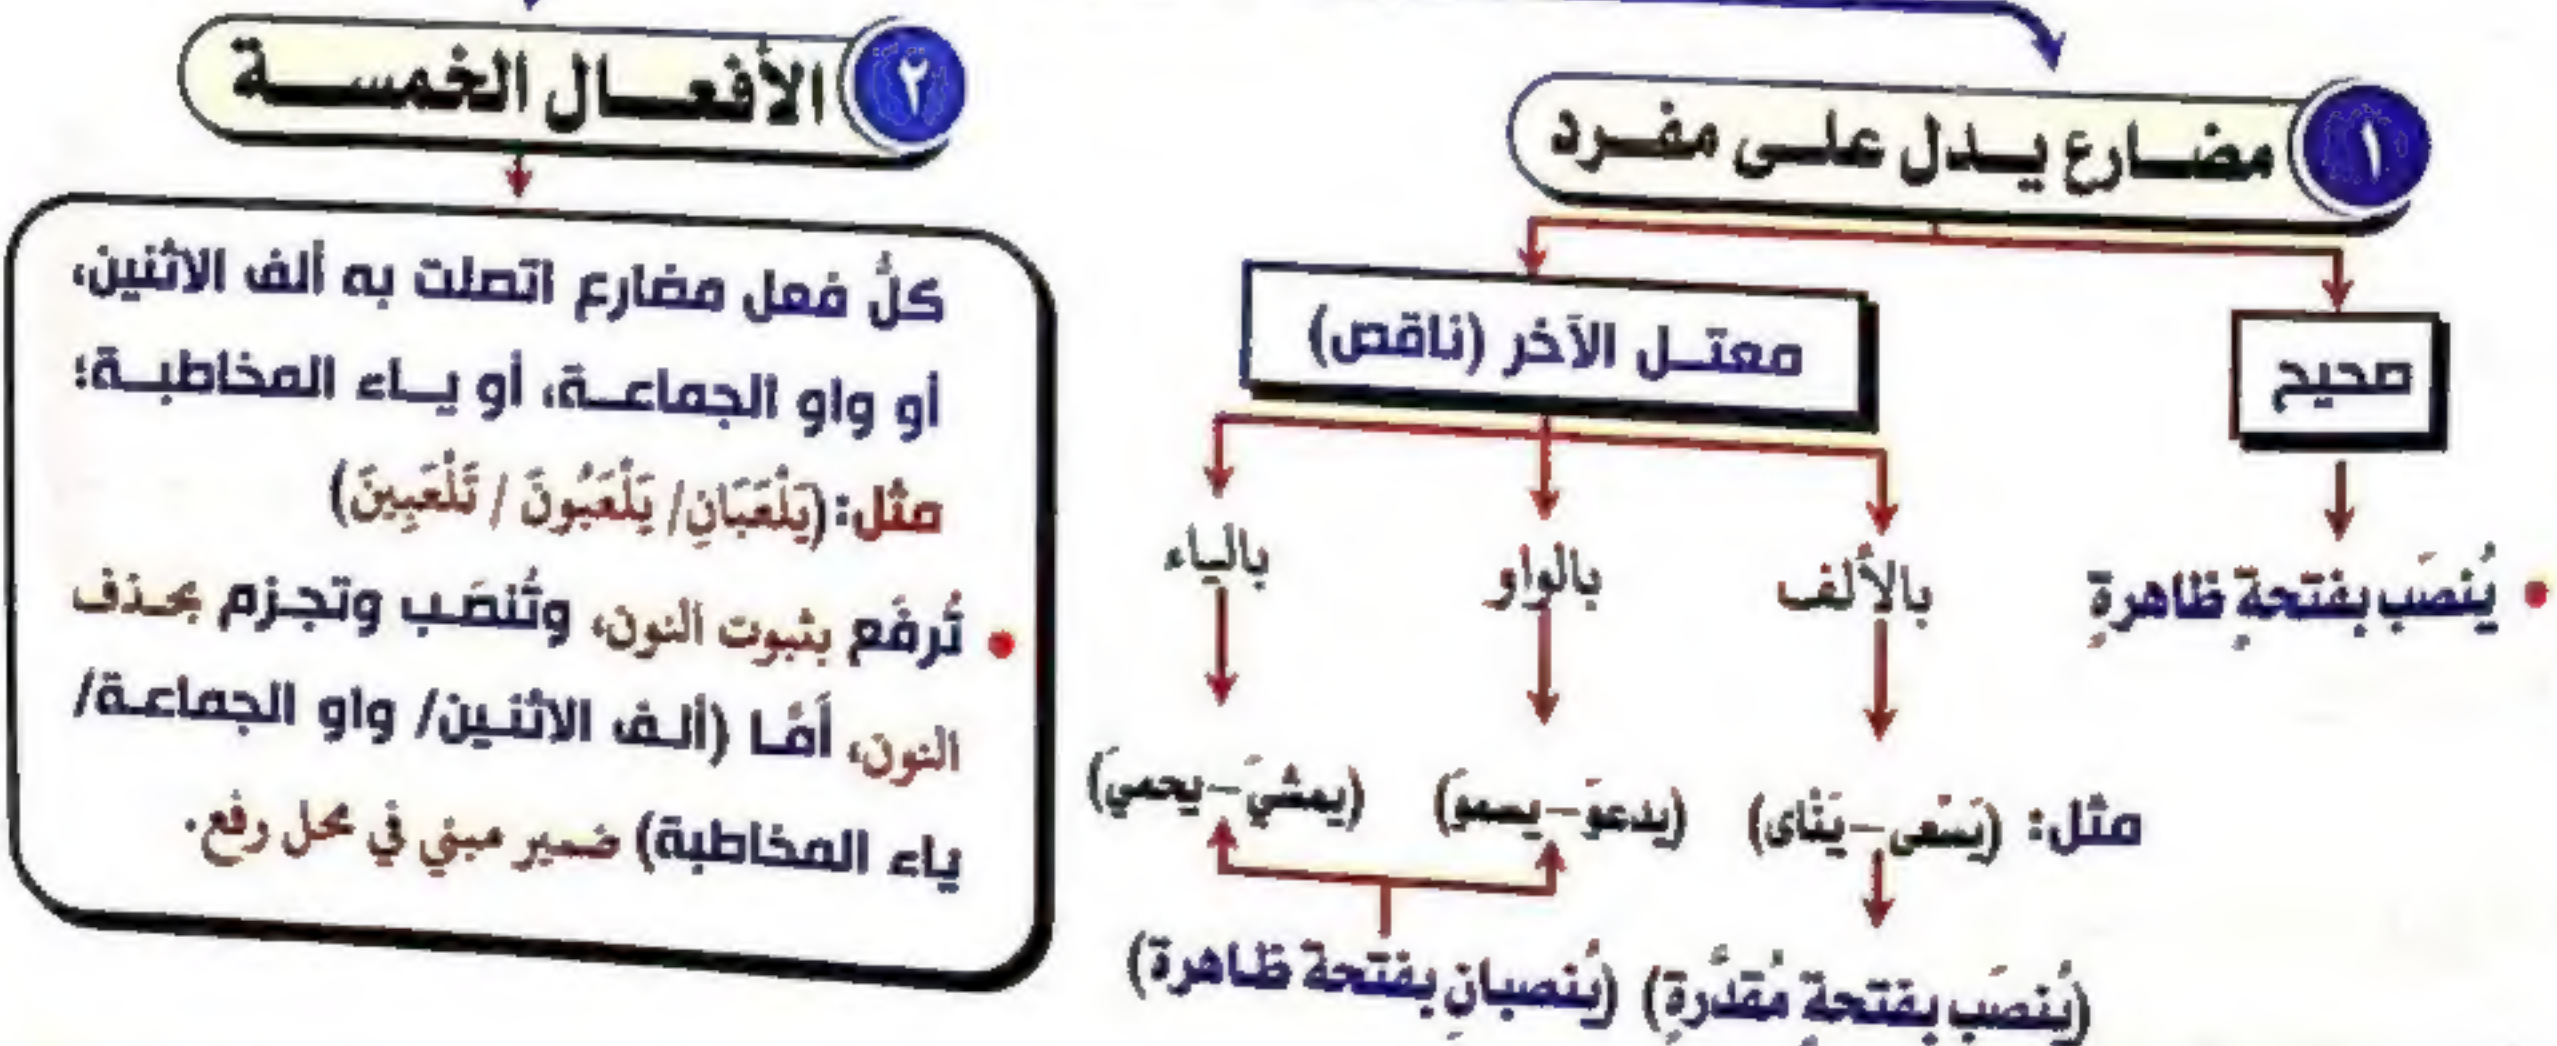 ١ مضارع يدل على مفرد
صحيح
• يُنصَب بفتحةٍ ظاهرةٍ
معتل الآخر (ناقص)
بالألف
بالواو
بالياء
مثل: (يَسْعى – يَنْأى) (يدعوَ – يسموَ) (يمشيَ – يحميَ)
(يُنصَب بفتحةٍ مُقدَّرةٍ) (يُنصبانِ بفتحة ظاهرة)
٢ الأفعال الخمسة
كلُّ فعل مضارع اتصلت به ألف الاثنين،
أو واو الجماعة، أو ياء المخاطبة؛
مثل: (يَلْعَبَانِ / يَلْعَبُونَ / تَلْعَبِينَ)
• تُرفَع بثبوت النون، وتُنصَب وتجزم بحذف
النون، أمَّا (ألف الاثنين/ واو الجماعة/
ياء المخاطبة) ضمير مبني في محل رفع.